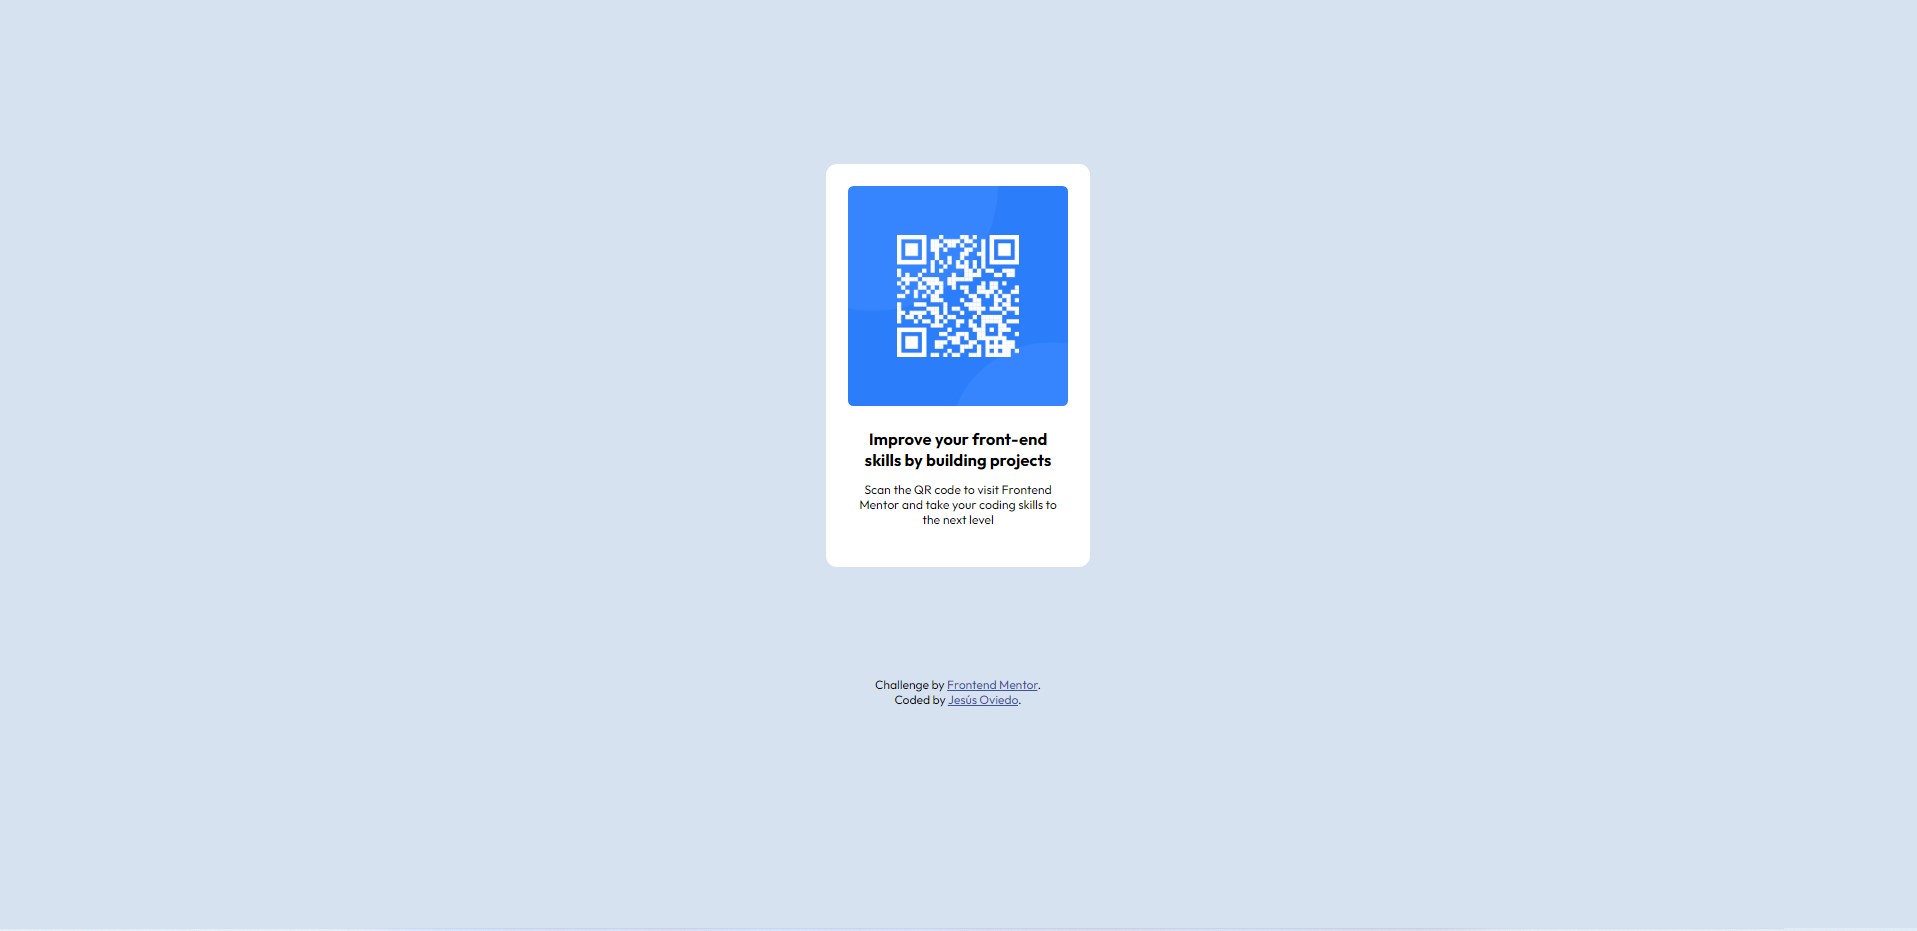 Improve your front-end
skills by building projects
Scan the QR code to visit Frontend
Mentor and take your coding skills to
the next level
Challenge by Frontend Mentor.
Coded by Jesús Oviedo.